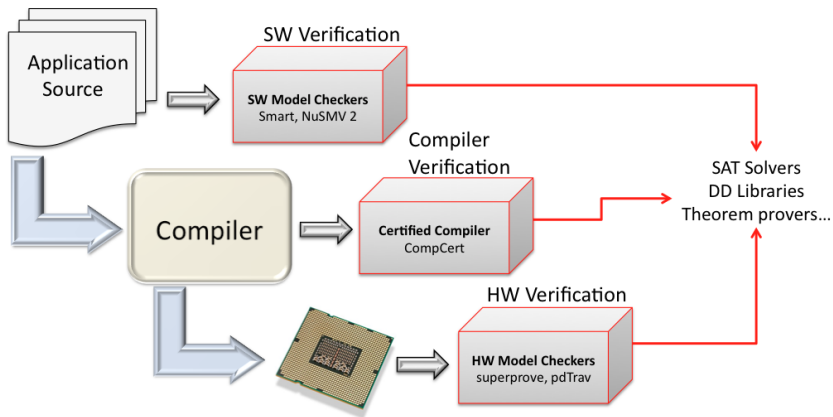 SW Verification
Application
Source
SW Model Checkers
Smart, NuSMV 2
Compiler
Verification
SAT Solvers
DD Libraries
Theorem provers...
Compiler
Certified Compiler
CompCert
HW Verification
HW Model Checkers
superprove, pdTrav